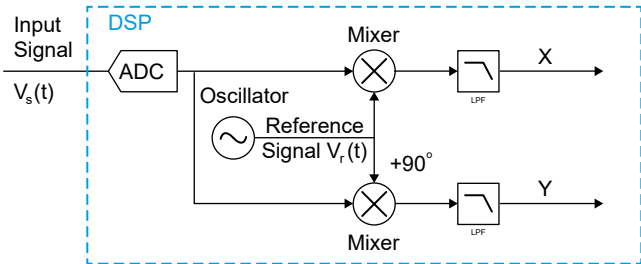 DSP
Input
Signal
Vₛ(t)
ADC
Oscillator
Mixer
Reference
Signal Vᵣ(t)
+90°
Mixer
LPF
X
LPF
Y